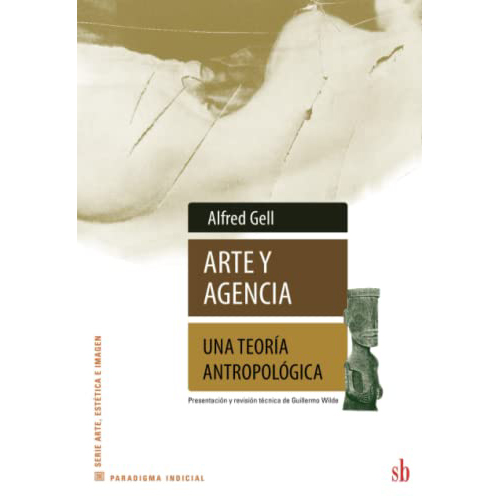 Alfred Gell
ARTE Y
AGENCIA
UNA TEORÍA
ANTROPOLÓGICA
Presentación y revisión técnica de Guillermo Wilde
SERIE ARTE, ESTÉTICA E IMAGEN
PARADIGMA INDICIAL
sb